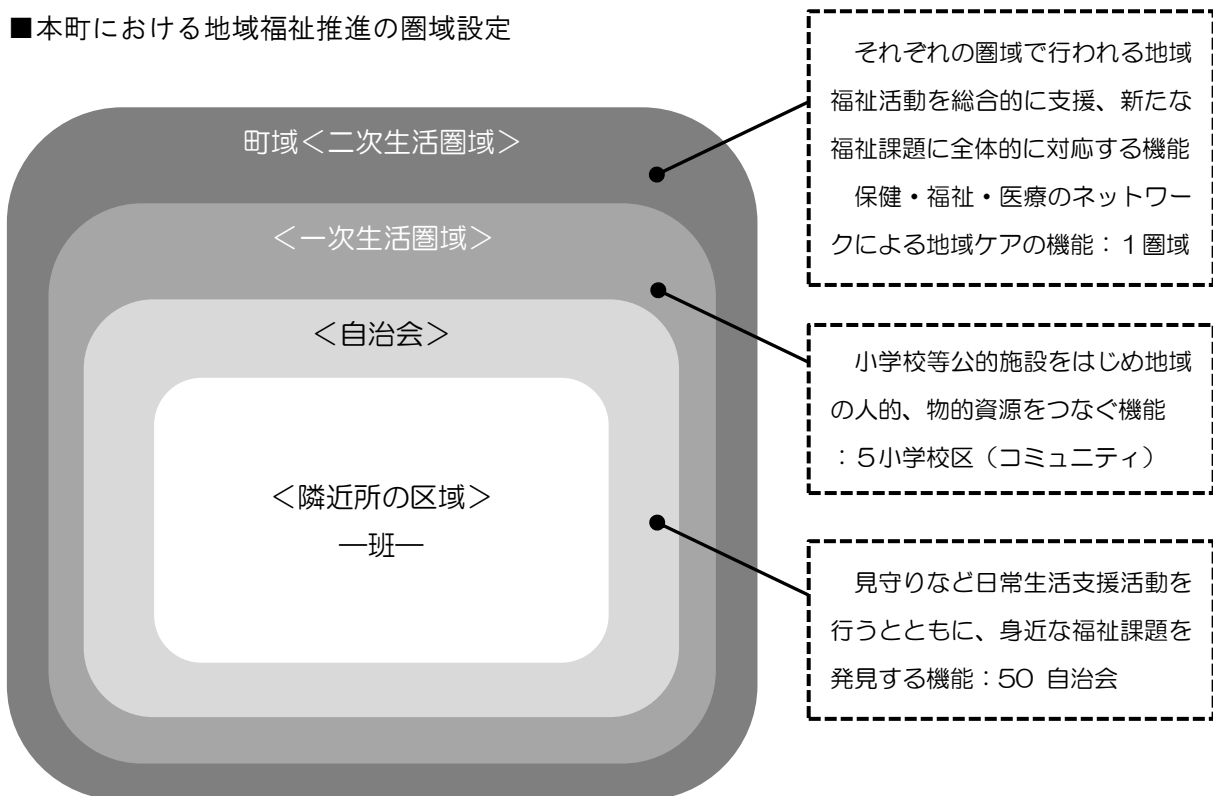 ■本町における地域福祉推進の圏域設定
町域＜二次生活圏域＞
＜一次生活圏域＞
＜自治会＞
＜隣近所の区域＞
―班―
それぞれの圏域で行われる地域
福祉活動を総合的に支援、新たな
福祉課題に全体的に対応する機能
保健・福祉・医療のネットワー
クによる地域ケアの機能：１圏域
小学校等公的施設をはじめ地域
の人的、物的資源をつなぐ機能
：５小学校区（コミュニティ）
見守りなど日常生活支援活動を
行うとともに、身近な福祉課題を
発見する機能：50 自治会